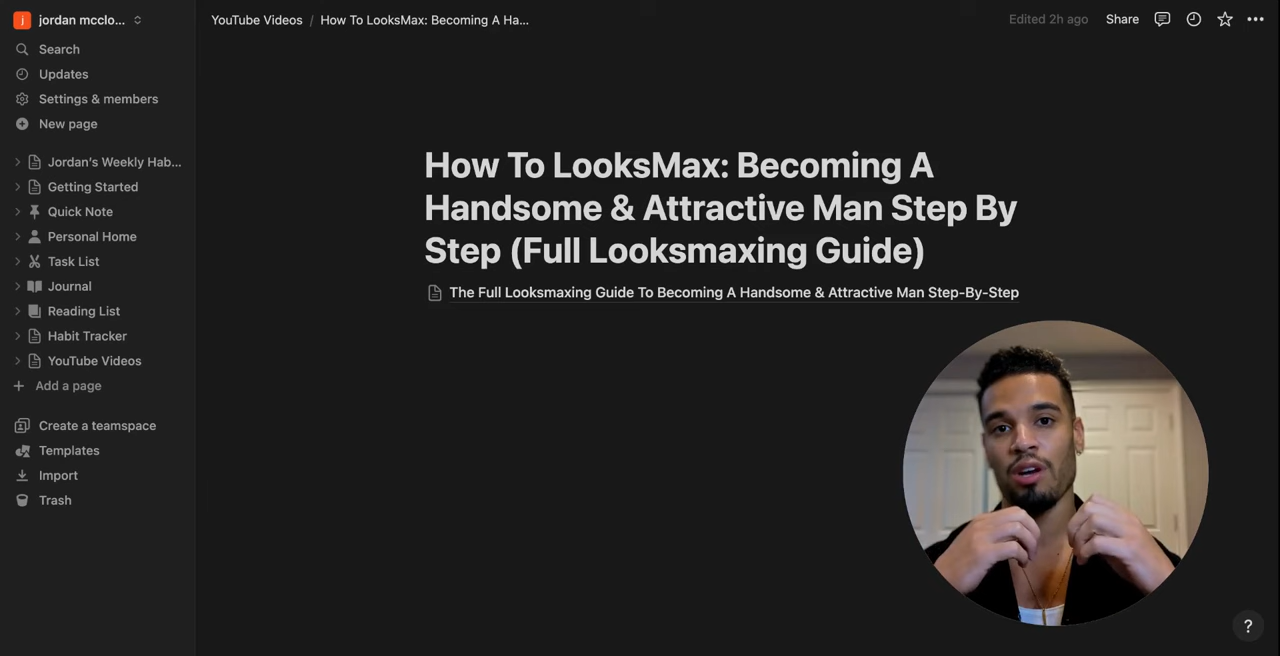 j jordan mcclo...
Search
Updates
Settings & members
New page
Jordan's Weekly Hab...
Getting Started
Quick Note
Personal Home
Task List
Journal
Reading List
Habit Tracker
YouTube Videos
Add a page
Create a teamspace
Templates
Import
Trash
YouTube Videos / How To LooksMax: Becoming A Ha...
Edited 2h ago Share
How To LooksMax: Becoming A
Handsome & Attractive Man Step By
Step (Full Looksmaxing Guide)
The Full Looksmaxing Guide To Becoming A Handsome & Attractive Man Step-By-Step
?